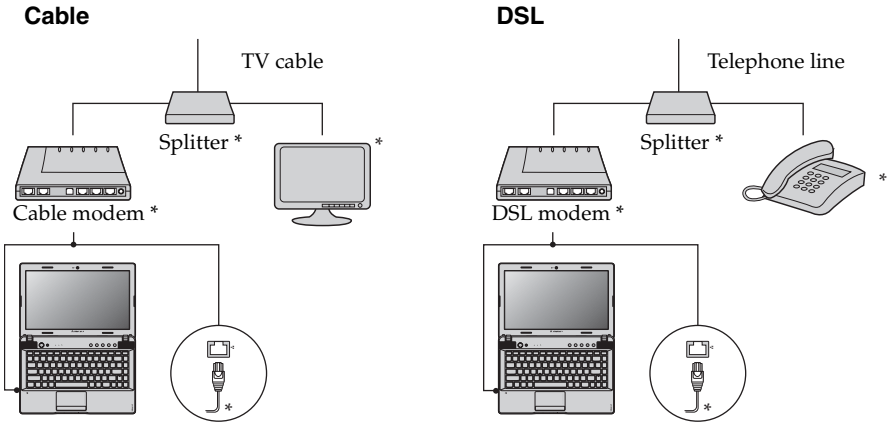 Cable
TV cable
Splitter *
*
Cable modem *
*
DSL
Telephone line
Splitter *
*
DSL modem *
*